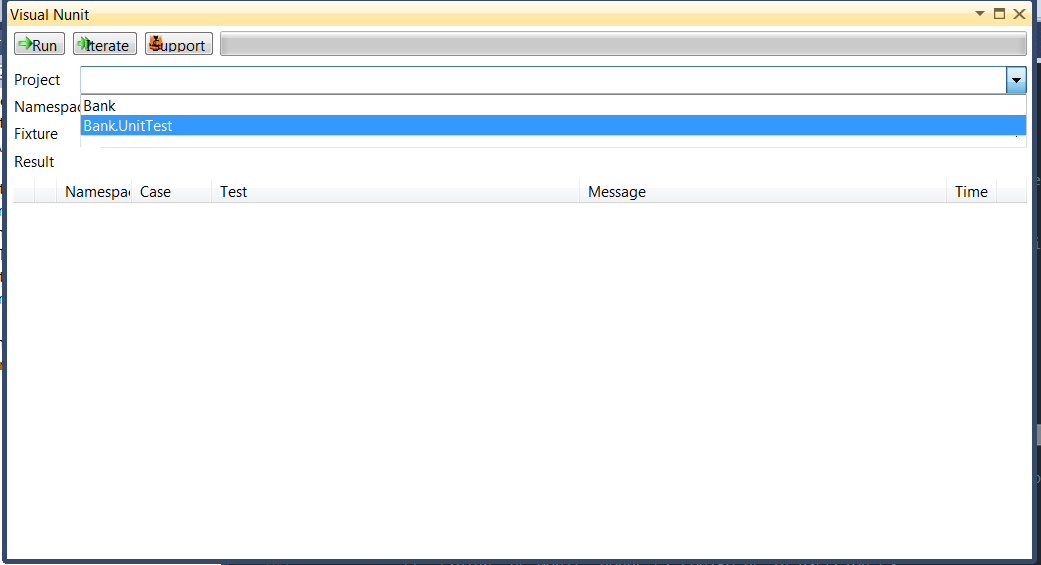 Visual Nunit
Run Iterate Support
Project
Bank
Namespac
Bank.UnitTest
Fixture
Result
Namespac Case Test Message Time